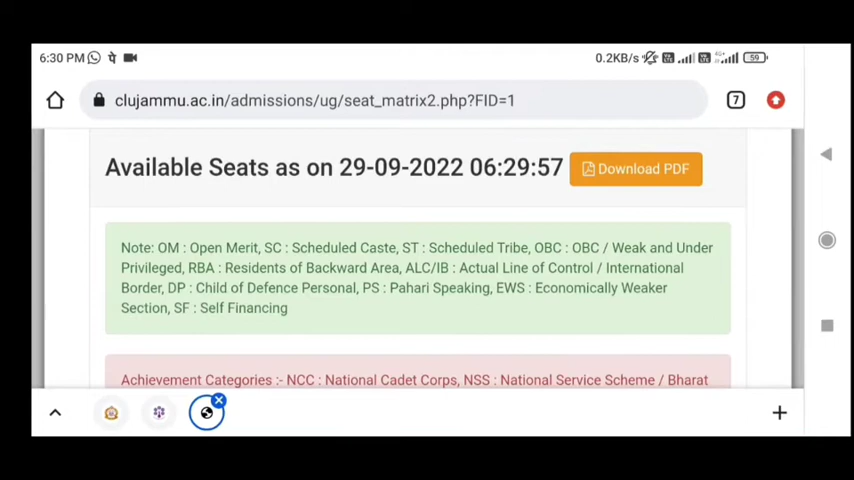 6:30 PM
0.2KB/s
59
clujammu.ac.in/admissions/ug/seat_matrix2.php?FID=1
7
Available Seats as on 29-09-2022 06:29:57
Download PDF
Note: OM : Open Merit, SC : Scheduled Caste, ST : Scheduled Tribe, OBC : OBC / Weak and Under
Privileged, RBA : Residents of Backward Area, ALC/IB : Actual Line of Control / International
Border, DP : Child of Defence Personal, PS : Pahari Speaking, EWS : Economically Weaker
Section, SF : Self Financing
Achievement Categories :- NCC : National Cadet Corps, NSS : National Service Scheme / Bharat